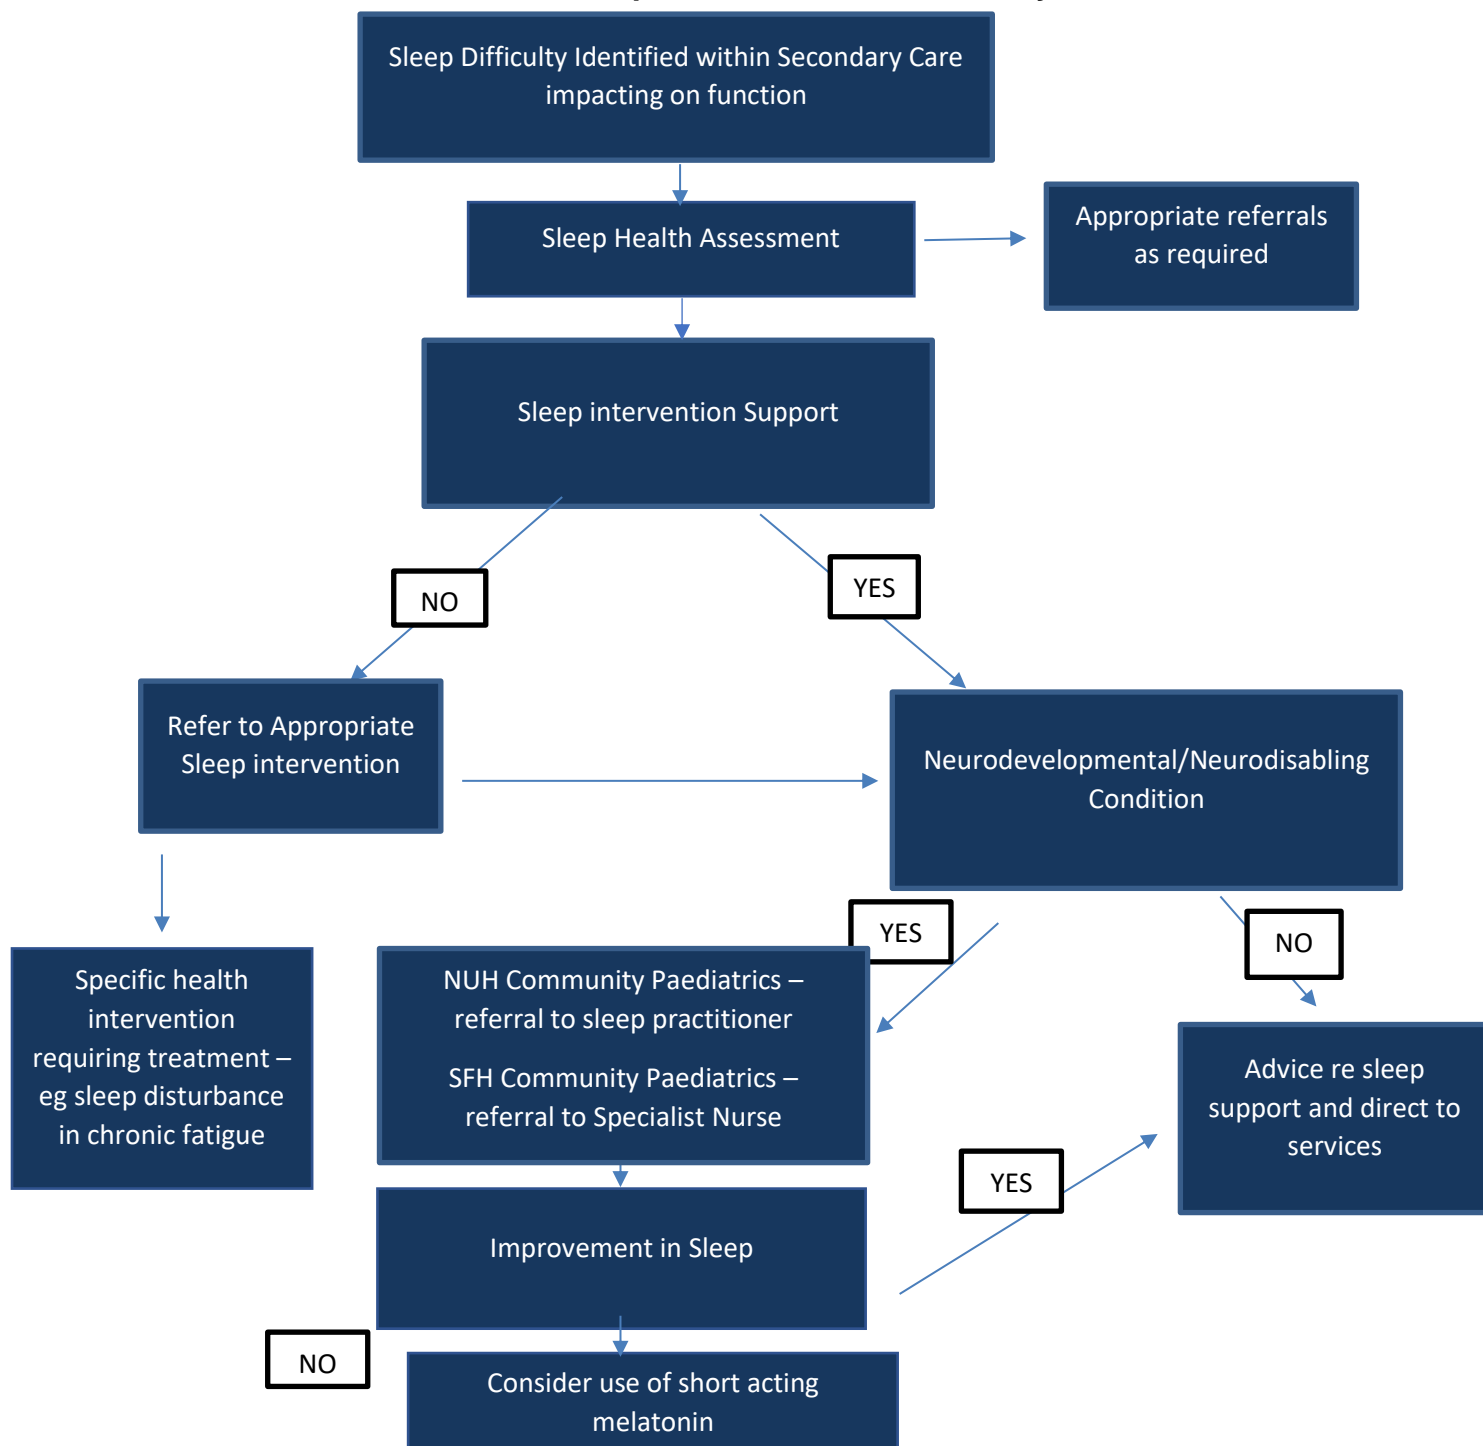 Sleep Difficulty Identified within Secondary Care
impacting on function
Sleep Health Assessment
Appropriate referrals
as required
Sleep intervention Support
NO
YES
Refer to Appropriate
Sleep intervention
Neurodevelopmental/Neurodisabling
Condition
YES
NO
Specific health
intervention
requiring treatment –
eg sleep disturbance
in chronic fatigue
NUH Community Paediatrics –
referral to sleep practitioner
SFH Community Paediatrics –
referral to Specialist Nurse
Advice re sleep
support and direct to
services
YES
Improvement in Sleep
NO
Consider use of short acting
melatonin